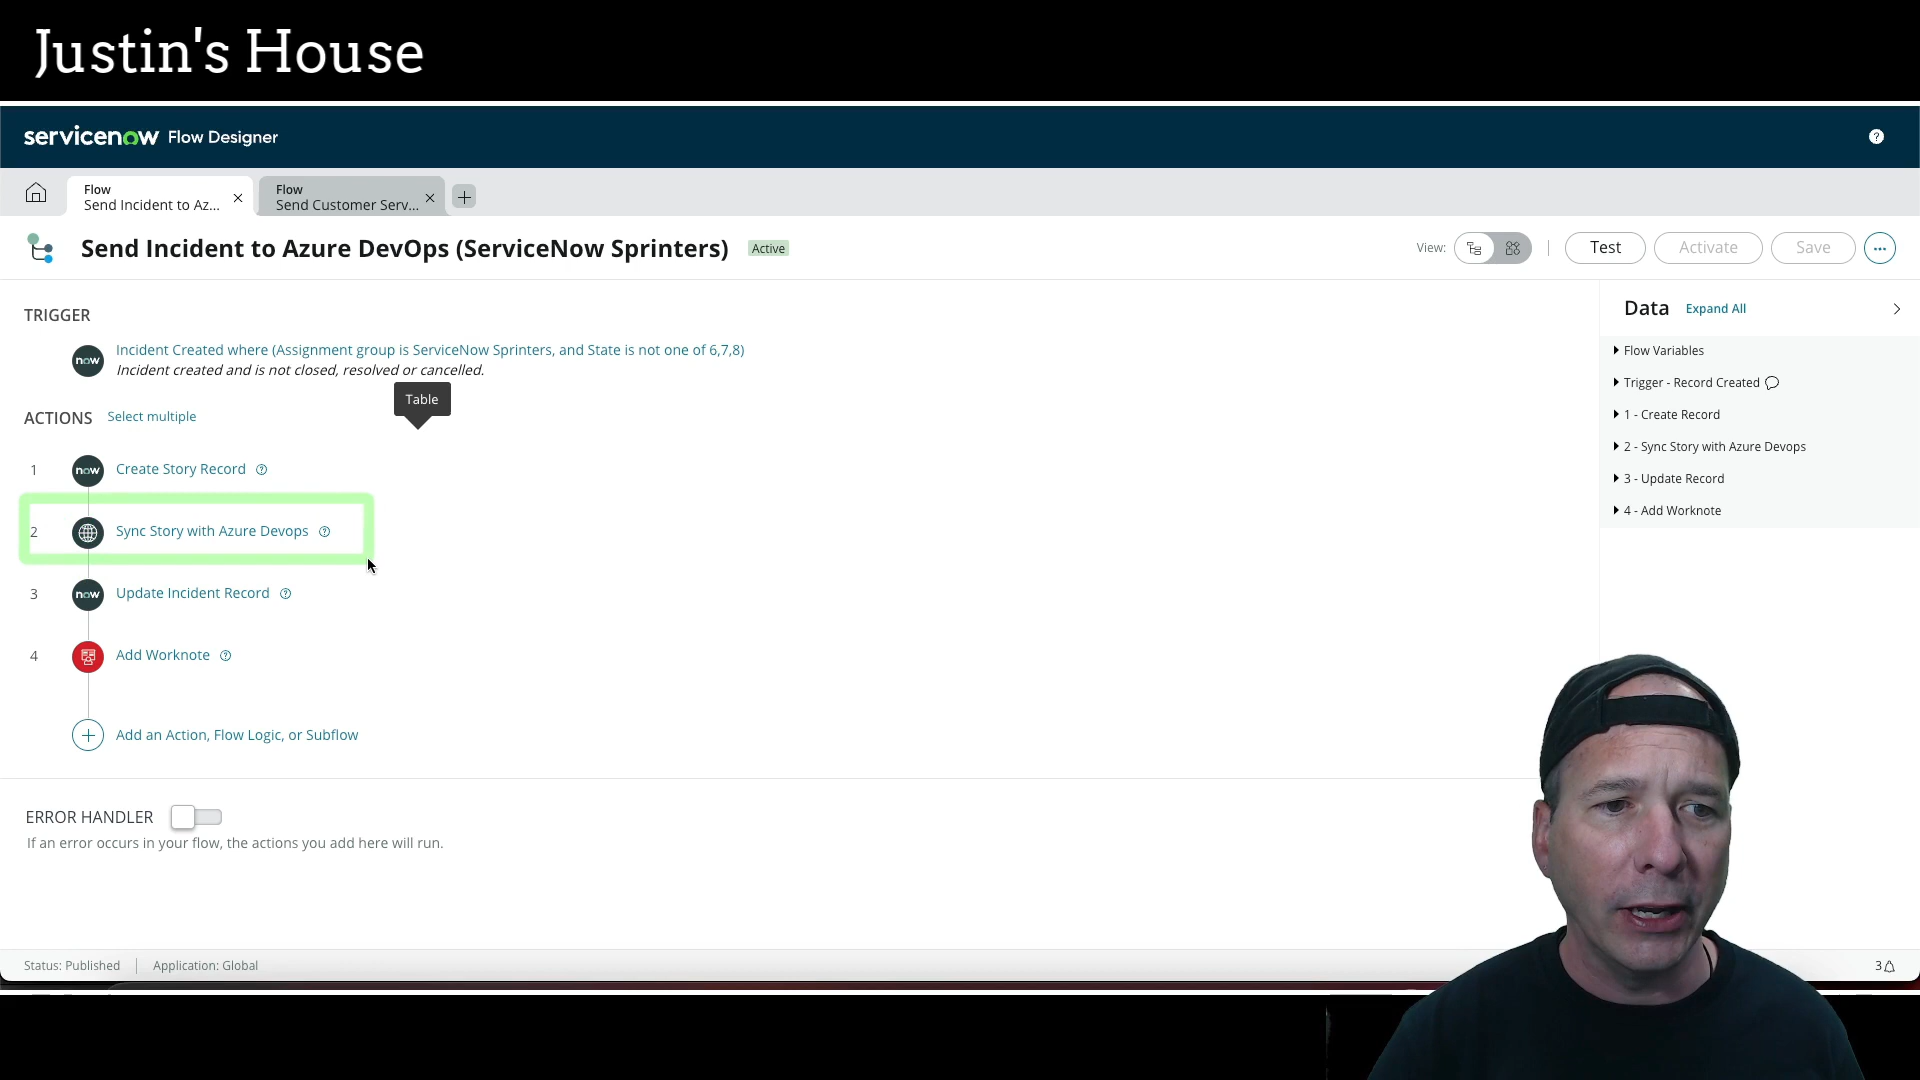 Justin's House
servicenow Flow Designer
?
Flow
Send Incident to Az...
Flow
Send Customer Serv...
Send Incident to Azure DevOps (ServiceNow Sprinters) Active
View:
Test
Activate
Save
...
TRIGGER
now
Incident Created where (Assignment group is ServiceNow Sprinters, and State is not one of 6,7,8)
Incident created and is not closed, resolved or cancelled.
Table
ACTIONS Select multiple
1 now Create Story Record ?
2 Sync Story with Azure Devops ?
3 now Update Incident Record ?
4 Add Worknote ?
+ Add an Action, Flow Logic, or Subflow
ERROR HANDLER
If an error occurs in your flow, the actions you add here will run.
Data Expand All
Flow Variables
Trigger - Record Created
1 - Create Record
2 - Sync Story with Azure Devops
3 - Update Record
4 - Add Worknote
Status: Published Application: Global
3